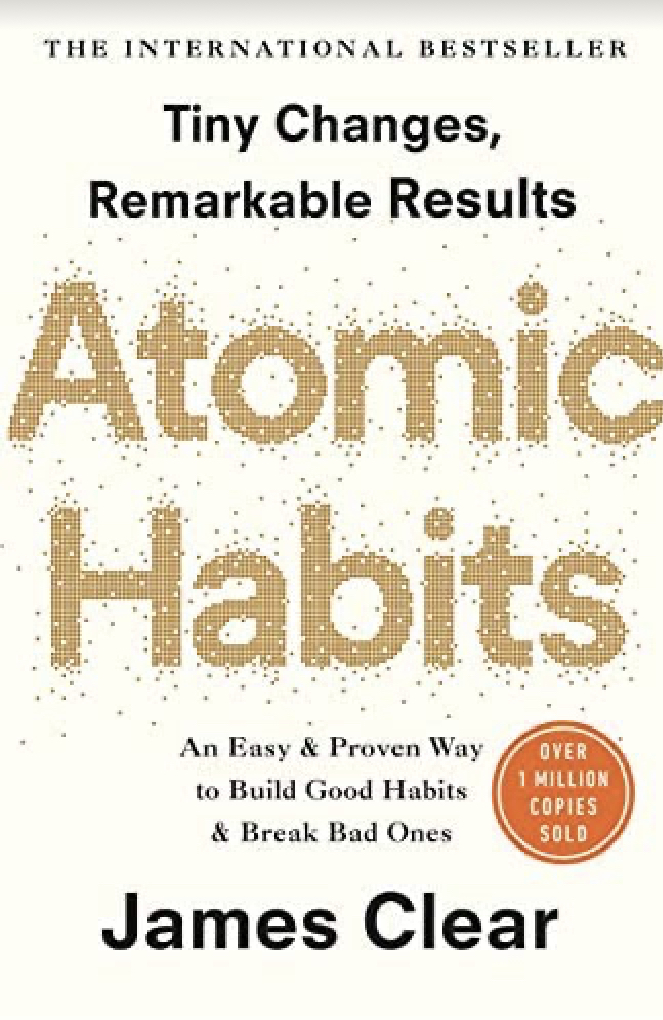 THE INTERNATIONAL BESTSELLER
Tiny Changes,
Remarkable Results
Atomic
Habits
An Easy & Proven Way
to Build Good Habits
& Break Bad Ones
OVER
1 MILLION
COPIES
SOLD
James Clear